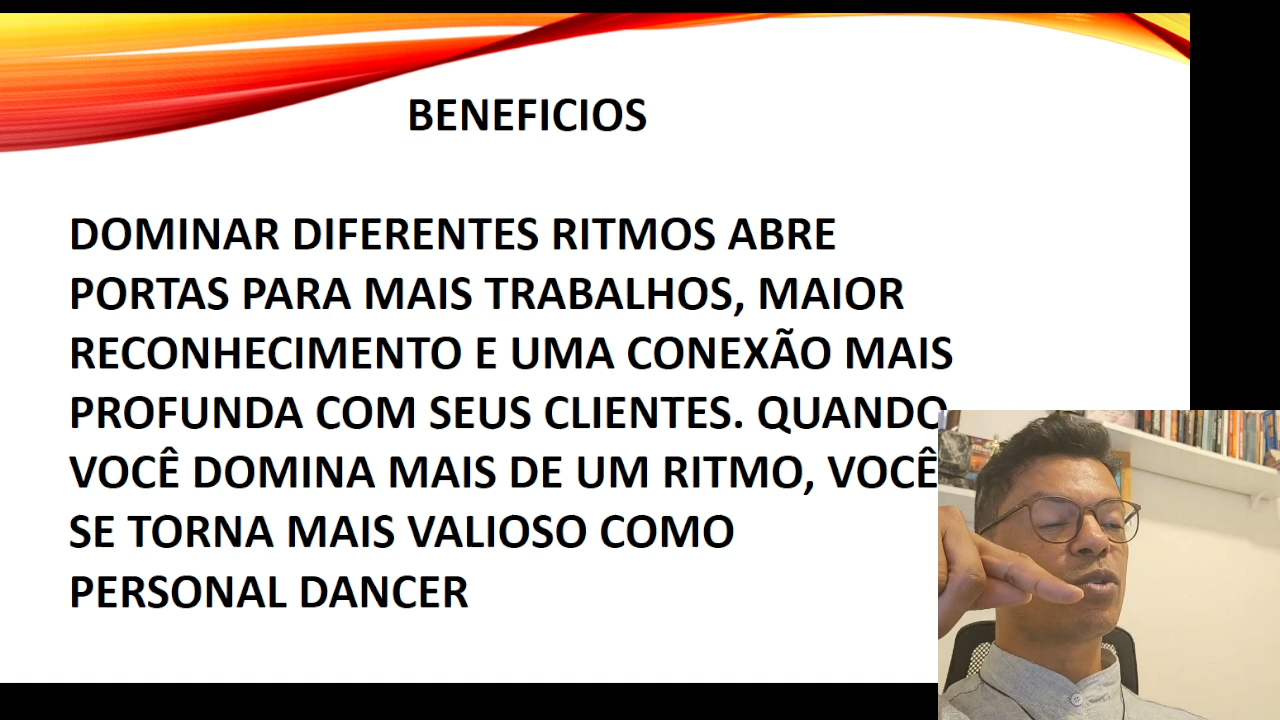 BENEFICIOS
DOMINAR DIFERENTES RITMOS ABRE
PORTAS PARA MAIS TRABALHOS, MAIOR
RECONHECIMENTO E UMA CONEXÃO MAIS
PROFUNDA COM SEUS CLIENTES. QUANDO
VOCÊ DOMINA MAIS DE UM RITMO, VOCÊ
SE TORNA MAIS VALIOSO COMO
PERSONAL DANCER